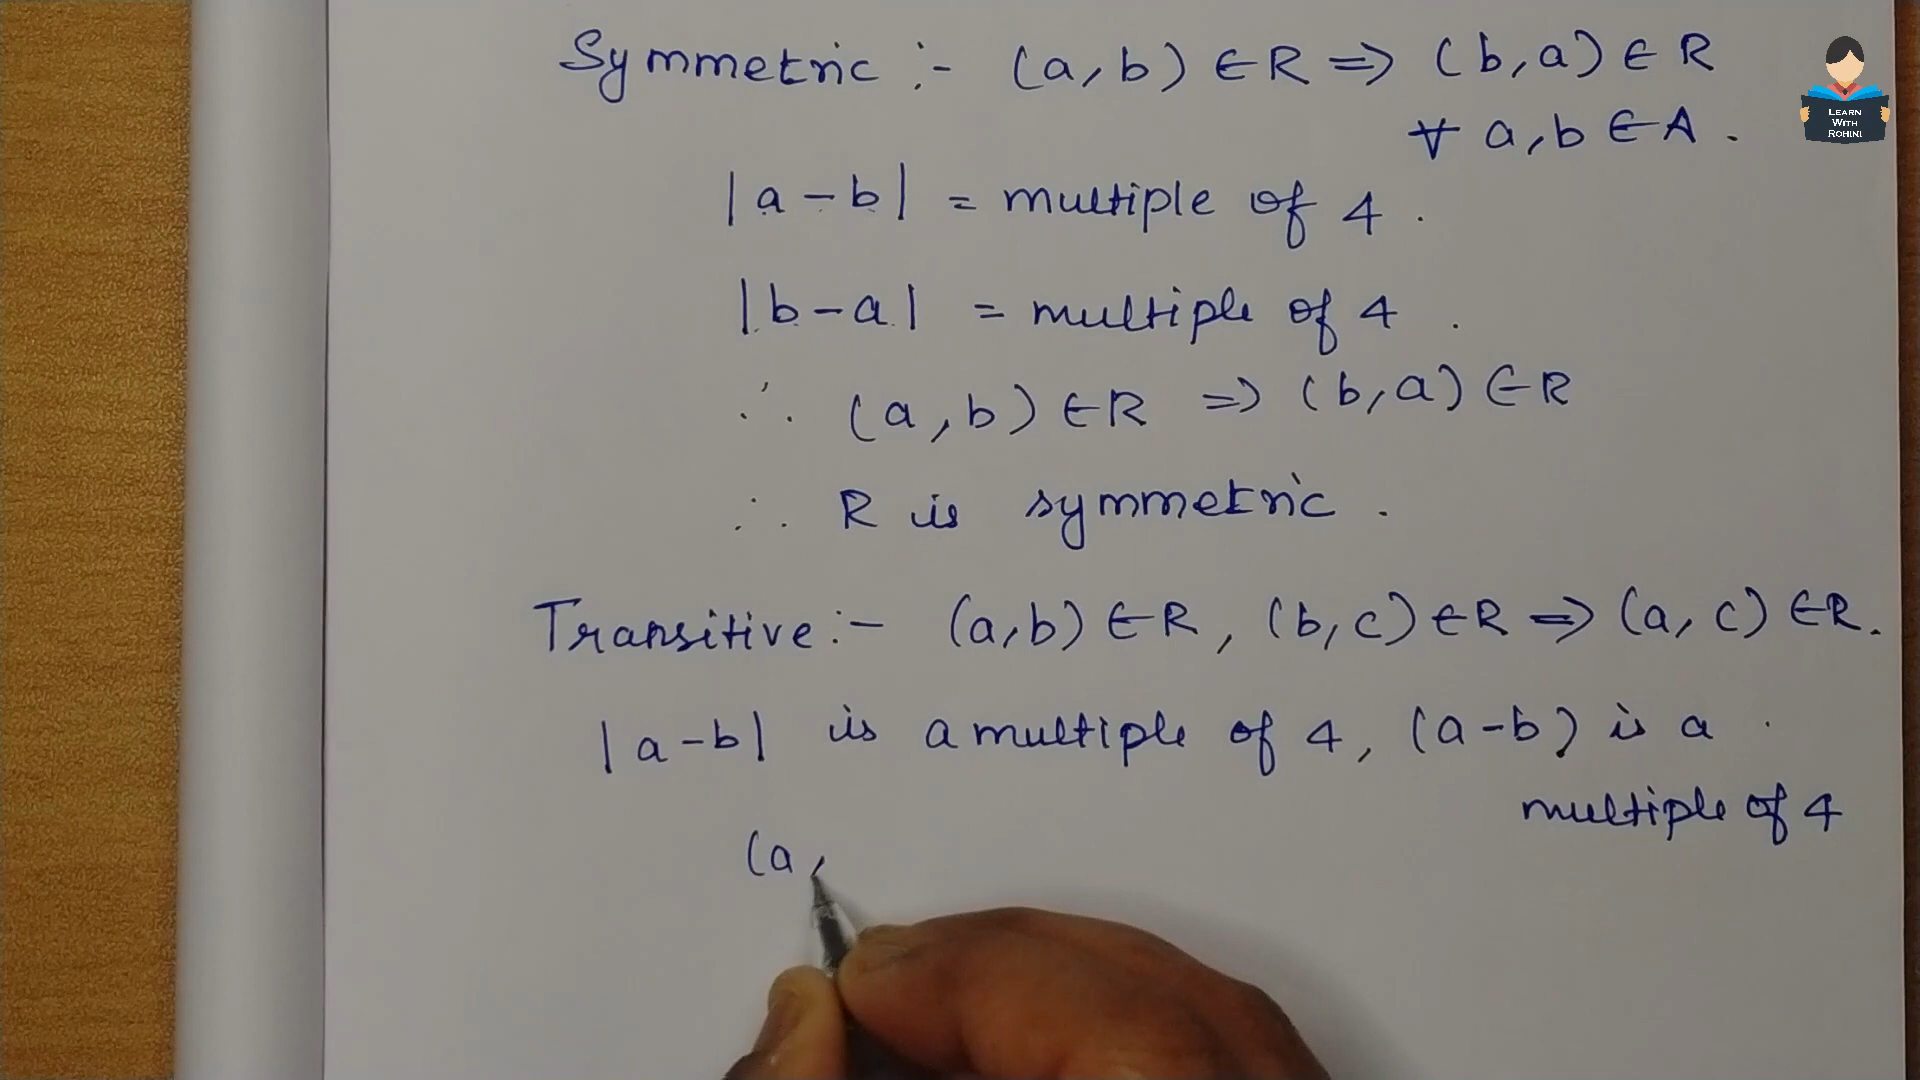 Symmetric :- (a,b) ∈ R ⇒ (b,a) ∈ R
∀ a,b ∈ A .
|a-b| = multiple of 4 .
|b-a| = multiple of 4 .
∴ (a,b) ∈ R ⇒ (b,a) ∈ R
∴ R is symmetric .
Transitive :- (a,b) ∈ R , (b,c) ∈ R ⇒ (a,c) ∈ R.
|a-b| is a multiple of 4, (a-b) is a
multiple of 4
(a,
LEARN
WITH
ROHINI